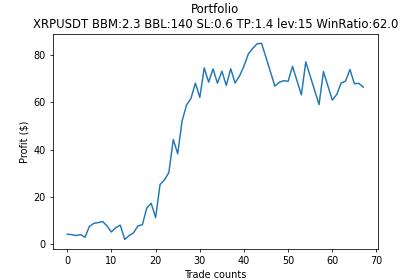 Portfolio
XRPUSDT BBM:2.3 BBL:140 SL:0.6 TP:1.4 lev:15 WinRatio:62.0
80
60
40
20
0
Profit ($)
0 10 20 30 40 50 60 70
Trade counts